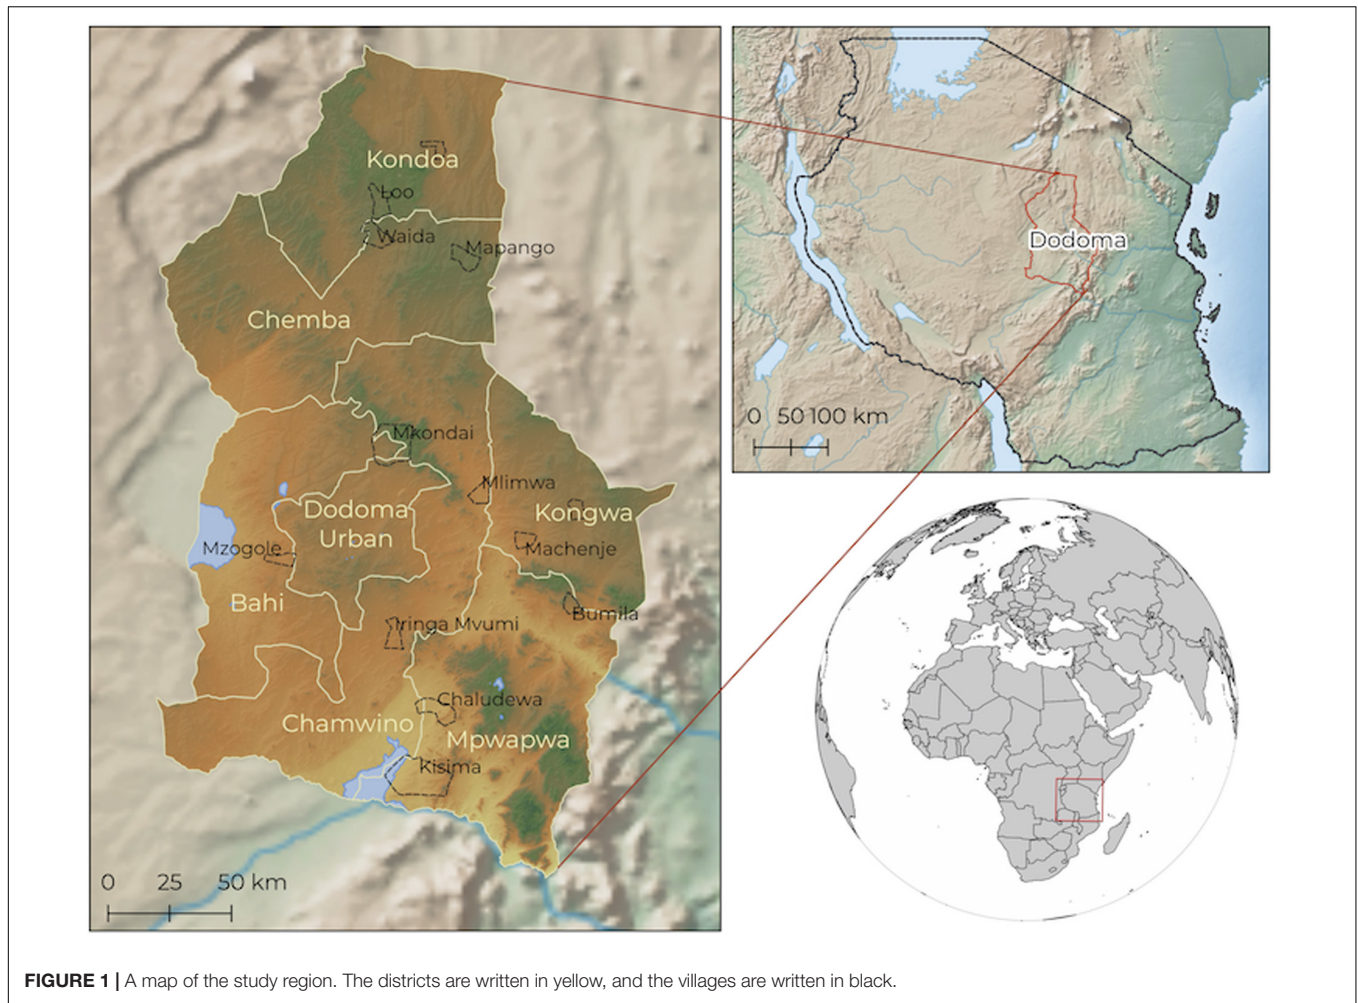 Kondoa
Loo
Waida
Mapango
Chemba
Mkondai
Mlimwa
Dodoma
Urban
Kongwa
Mzogole
Machenje
Bahi
Bumila
Iringa Mvumi
Chaludewa
Chamwino
Mpwapwa
Kisima
0 25 50 km
Dodoma
0 50 100 km
FIGURE 1 | A map of the study region. The districts are written in yellow, and the villages are written in black.